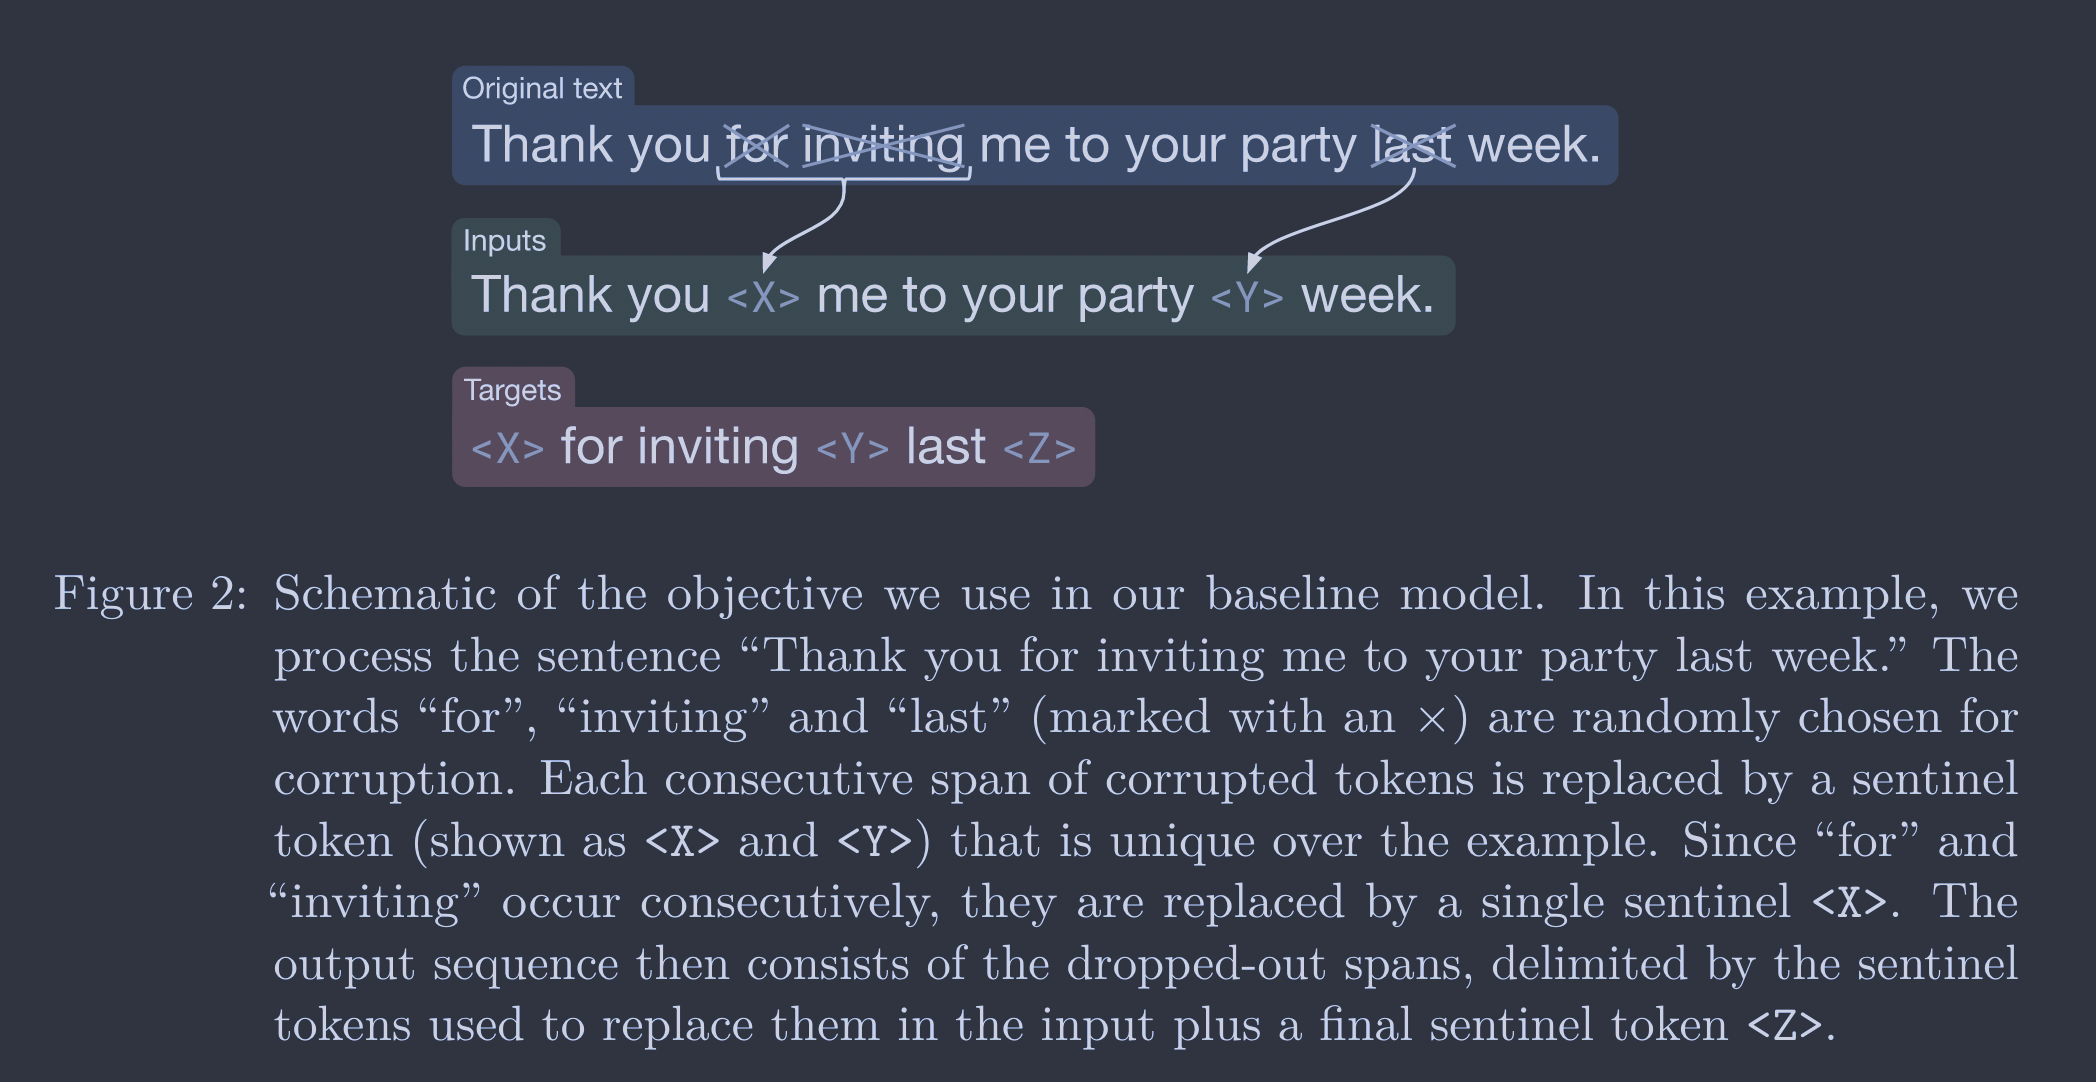 Original text
Thank you for inviting me to your party last week.
Inputs
Thank you <X> me to your party <Y> week.
Targets
<X> for inviting <Y> last <Z>
Figure 2: Schematic of the objective we use in our baseline model. In this example, we
process the sentence “Thank you for inviting me to your party last week.” The
words “for”, “inviting” and “last” (marked with an ×) are randomly chosen for
corruption. Each consecutive span of corrupted tokens is replaced by a sentinel
token (shown as <X> and <Y>) that is unique over the example. Since “for” and
“inviting” occur consecutively, they are replaced by a single sentinel <X>. The
output sequence then consists of the dropped-out spans, delimited by the sentinel
tokens used to replace them in the input plus a final sentinel token <Z>.